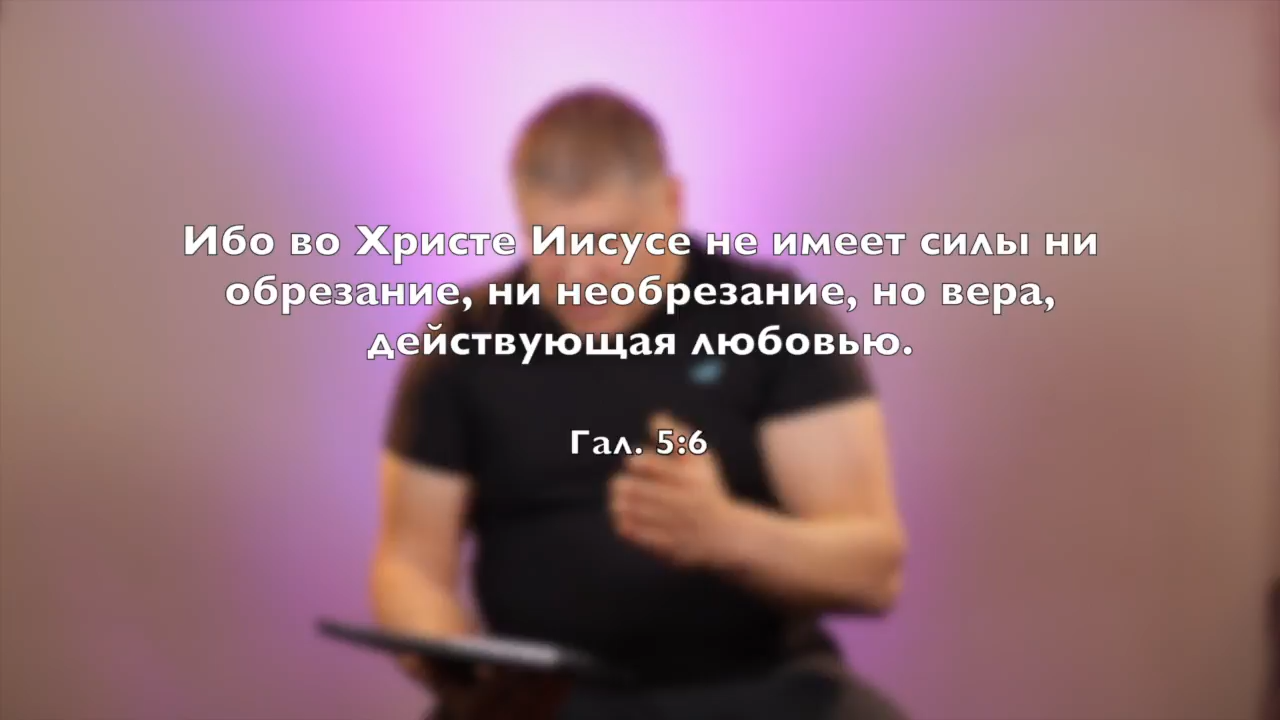 Ибо во Христе Иисусе не имеет силы ни
обрезание, ни необрезание, но вера,
действующая любовью.
Гал. 5:6